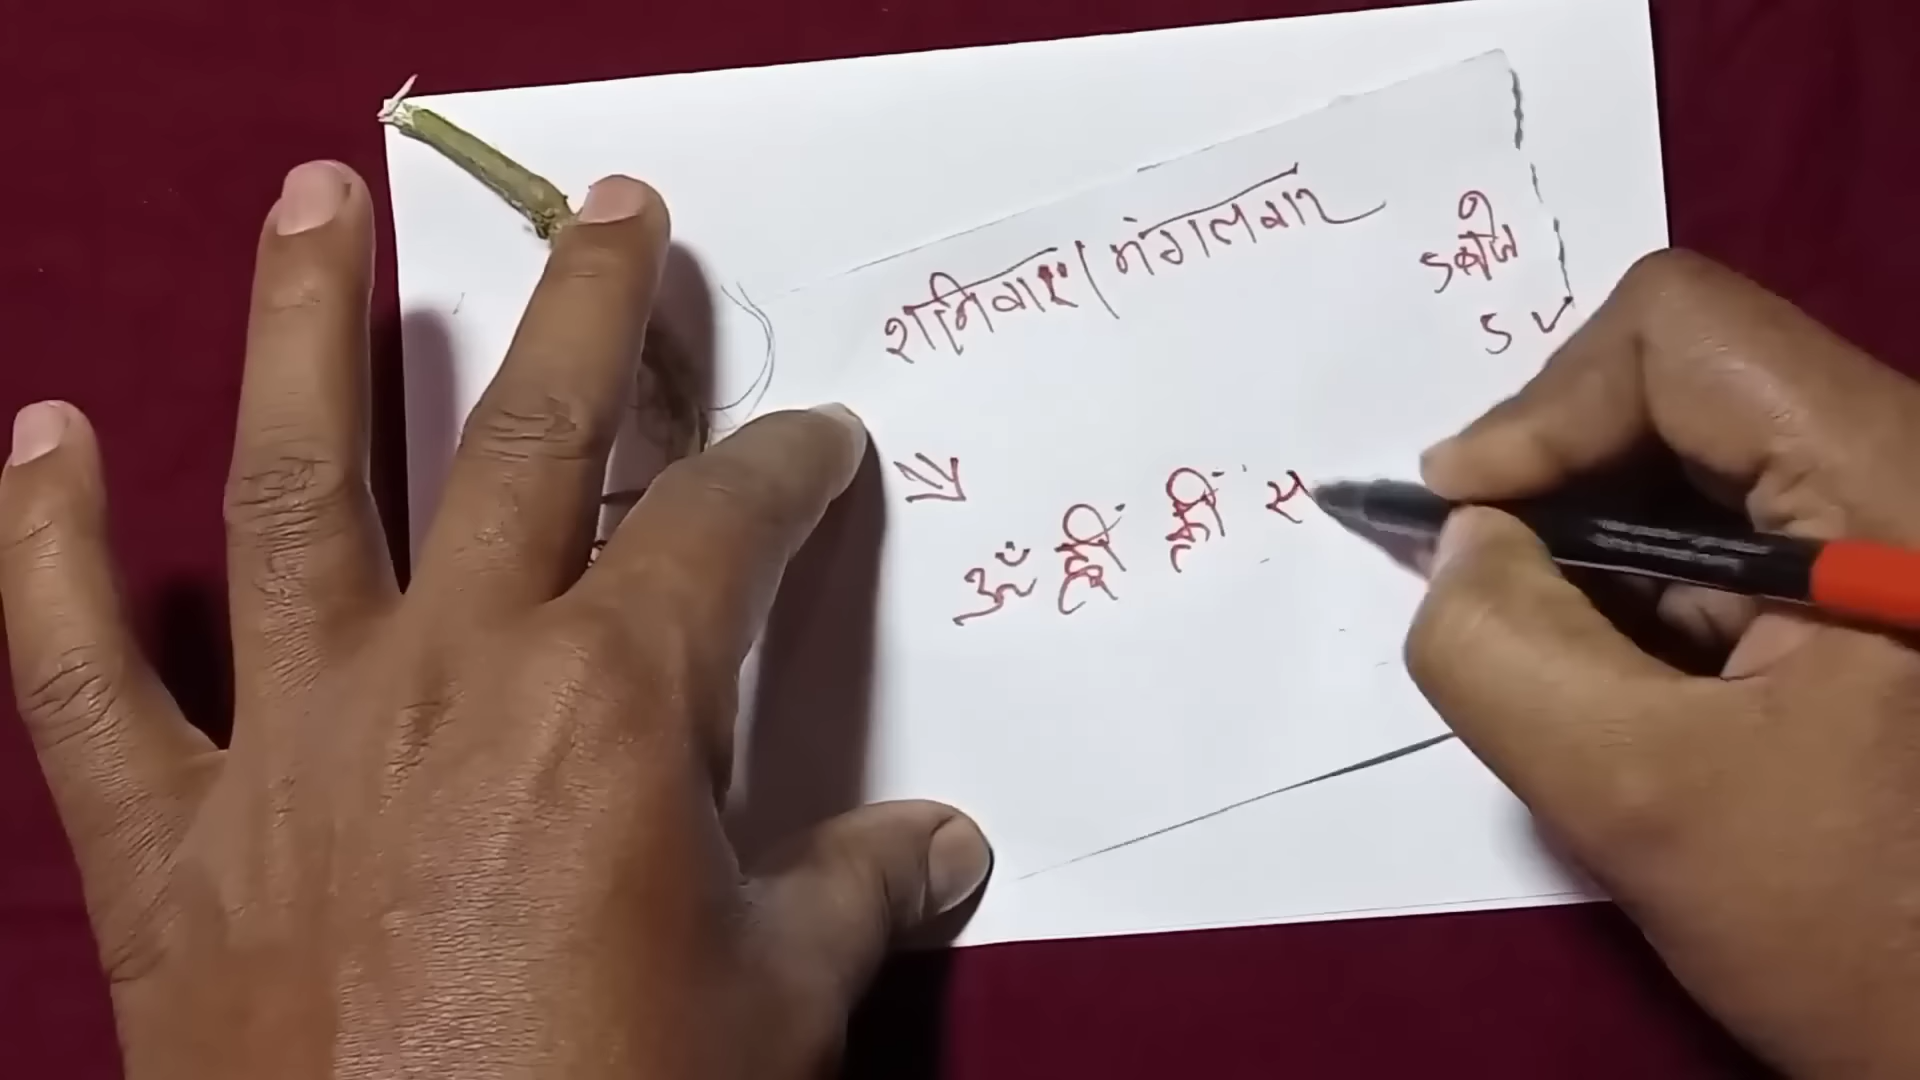 शनिवार/मंगलवार
5 बीज
5 ✓
ॐ ह्रीं क्लीं स